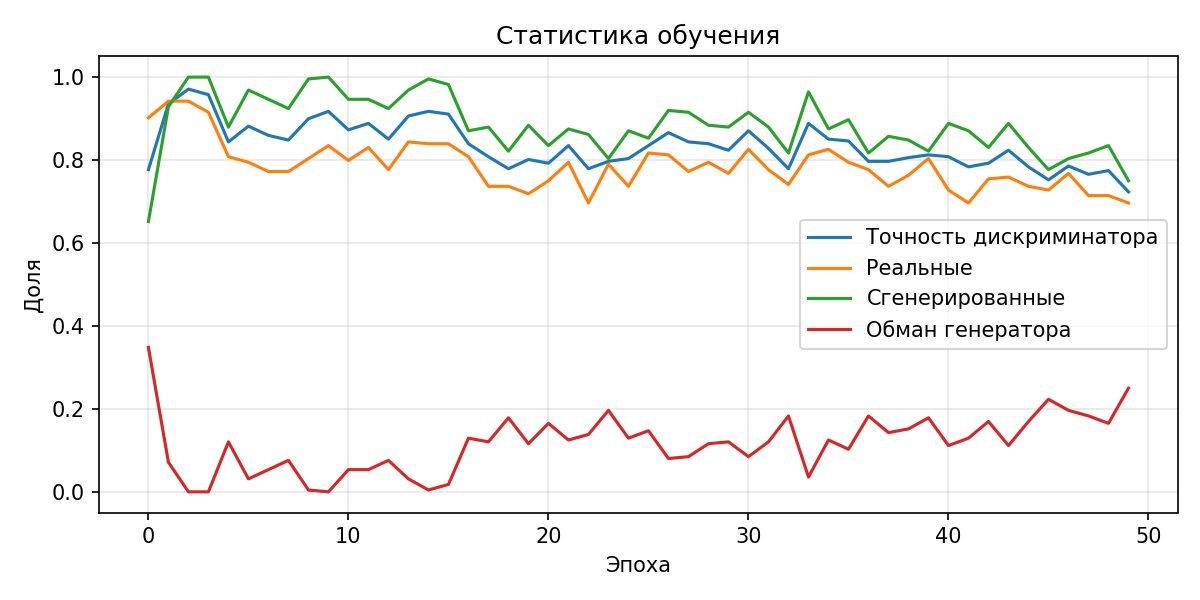 Статистика обучения
1.0
0.8
0.6
0.4
0.2
0.0
Доля
Точность дискриминатора
Реальные
Сгенерированные
Обман генератора
0 10 20 30 40 50
Эпоха